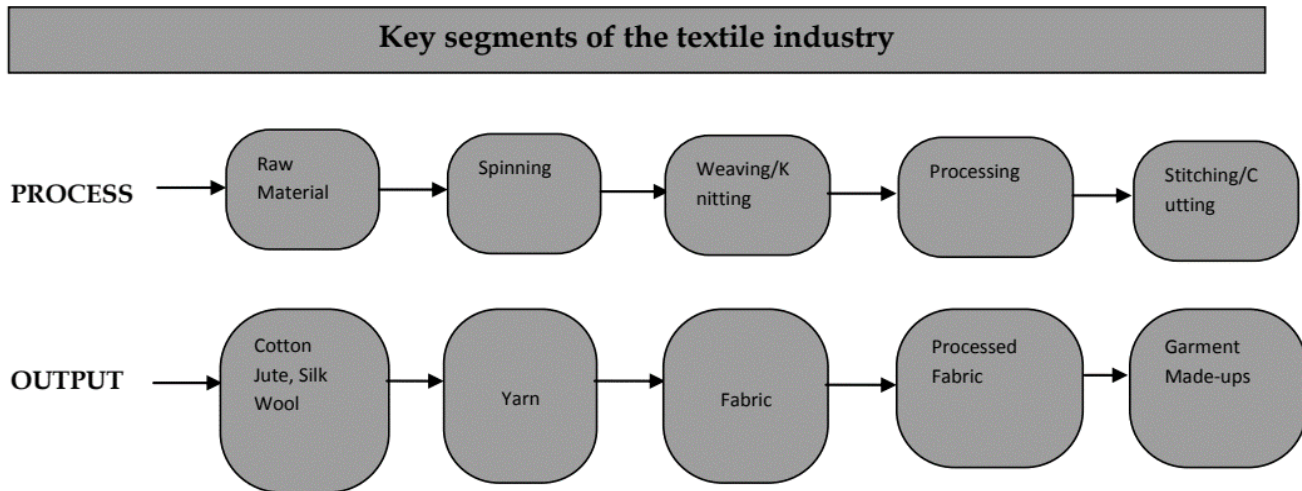 Key segments of the textile industry
PROCESS
Raw
Material
Spinning
Weaving/K
nitting
Processing
Stitching/C
utting
OUTPUT
Cotton
Jute, Silk
Wool
Yarn
Fabric
Processed
Fabric
Garment
Made-ups